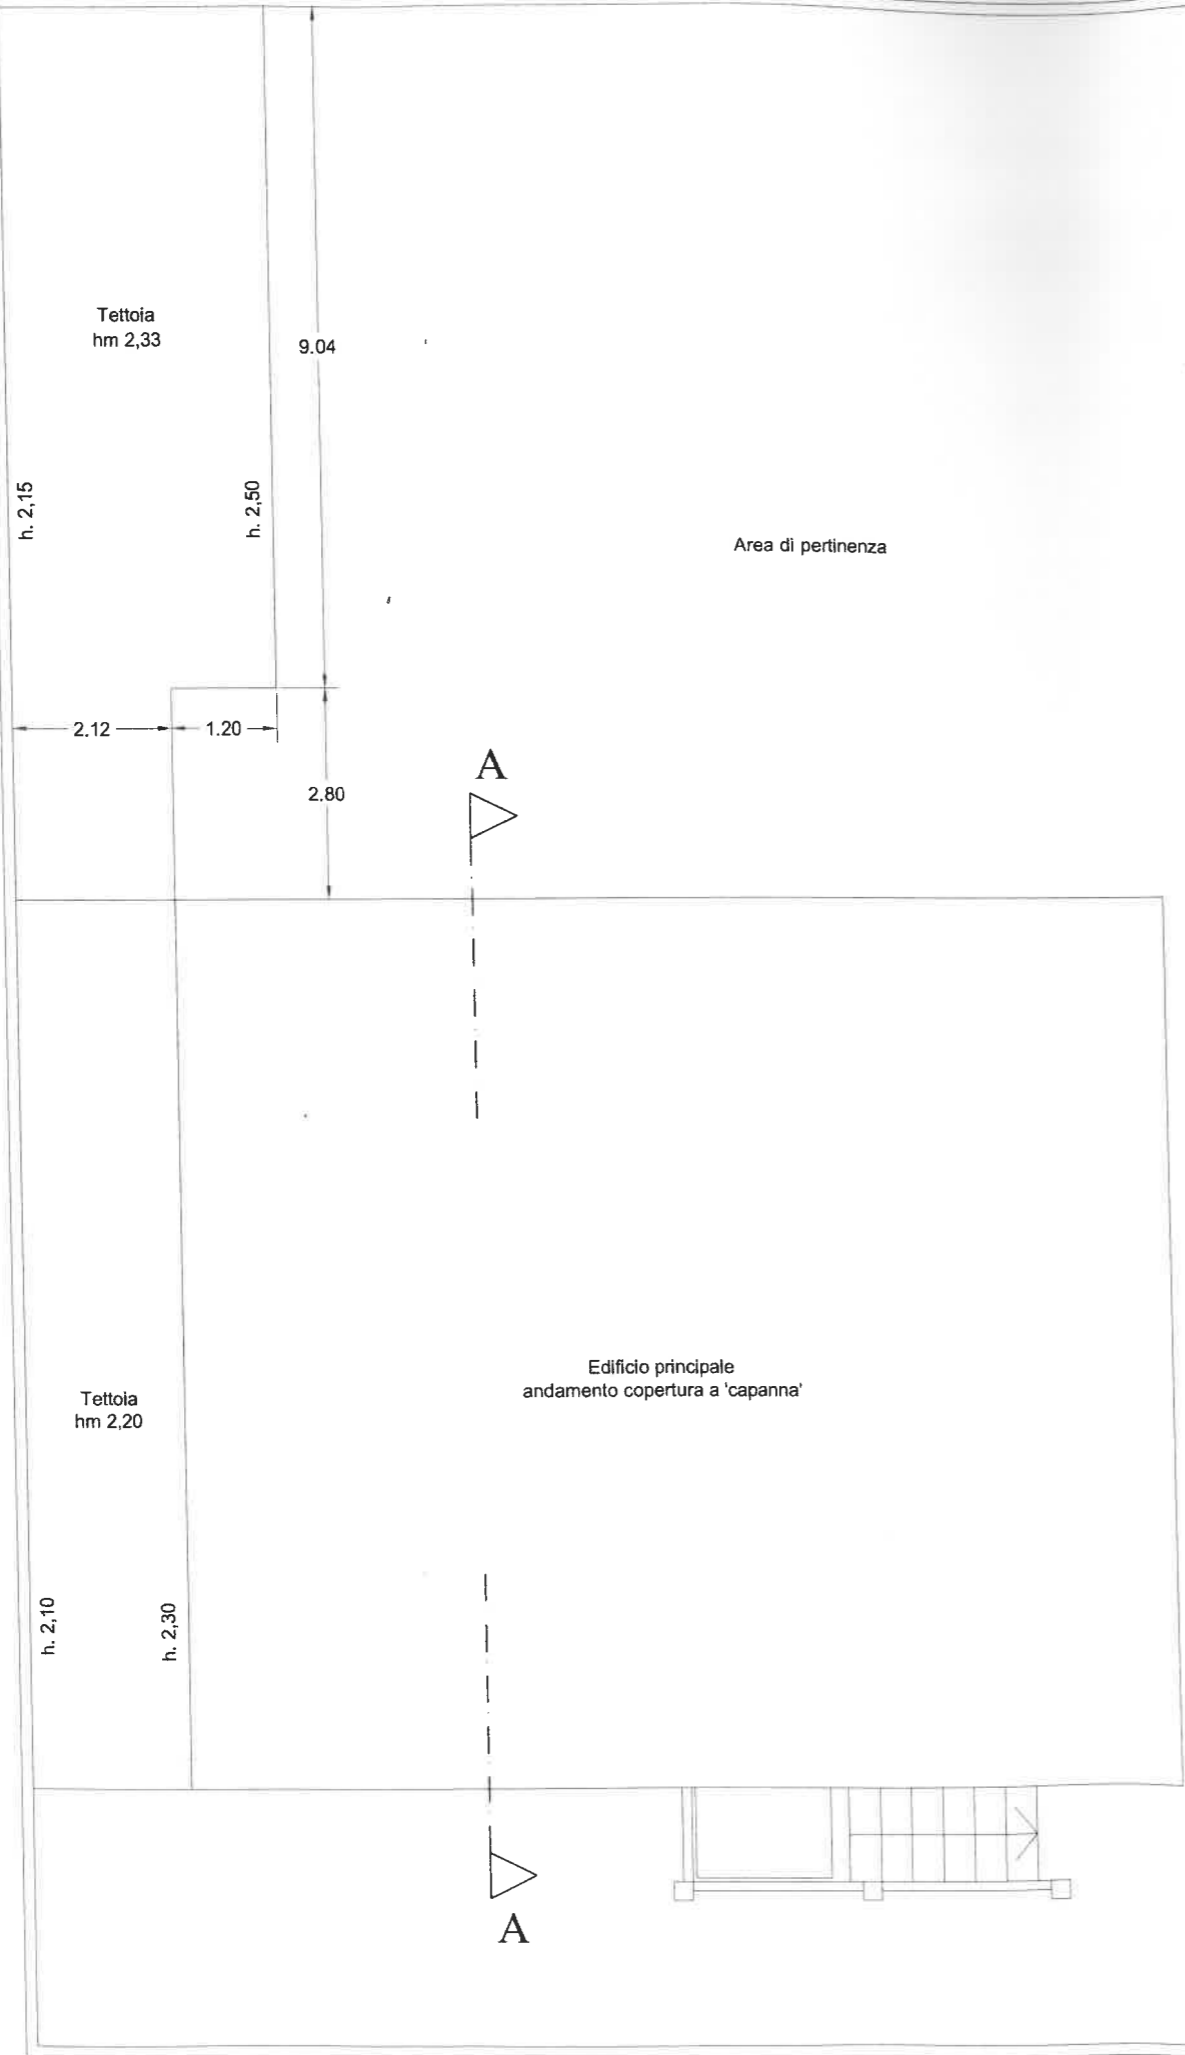 Tettoia
hm 2,33
9.04
h. 2,15
h. 2,50
Area di pertinenza
2.12
1.20
2.80
A
Edificio principale
andamento copertura a 'capanna'
Tettoia
hm 2,20
h. 2,10
h. 2,30
A